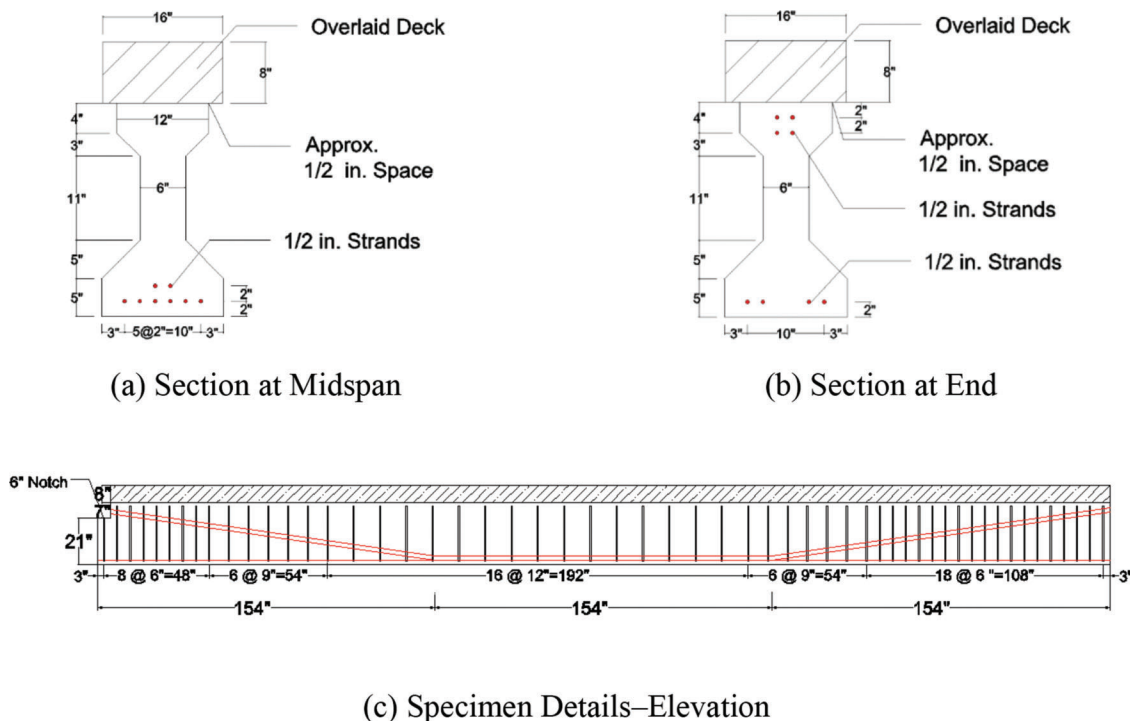 16"
Overlaid Deck
8"
4"
12"
3"
Approx.
1/2 in. Space
11"
6"
1/2 in. Strands
5"
5"
2"
2"
3"
5@2"=10"
3"
(a) Section at Midspan
16"
Overlaid Deck
8"
4"
2"
2"
3"
Approx.
1/2 in. Space
11"
6"
1/2 in. Strands
5"
1/2 in. Strands
5"
2"
3"
10"
3"
(b) Section at End
6" Notch
8"
7"
21"
3"
8 @ 6"=48"
6 @ 9"=54"
16 @ 12"=192"
6 @ 9"=54"
18 @ 6 "=108"
3"
154"
154"
154"
(c) Specimen Details–Elevation